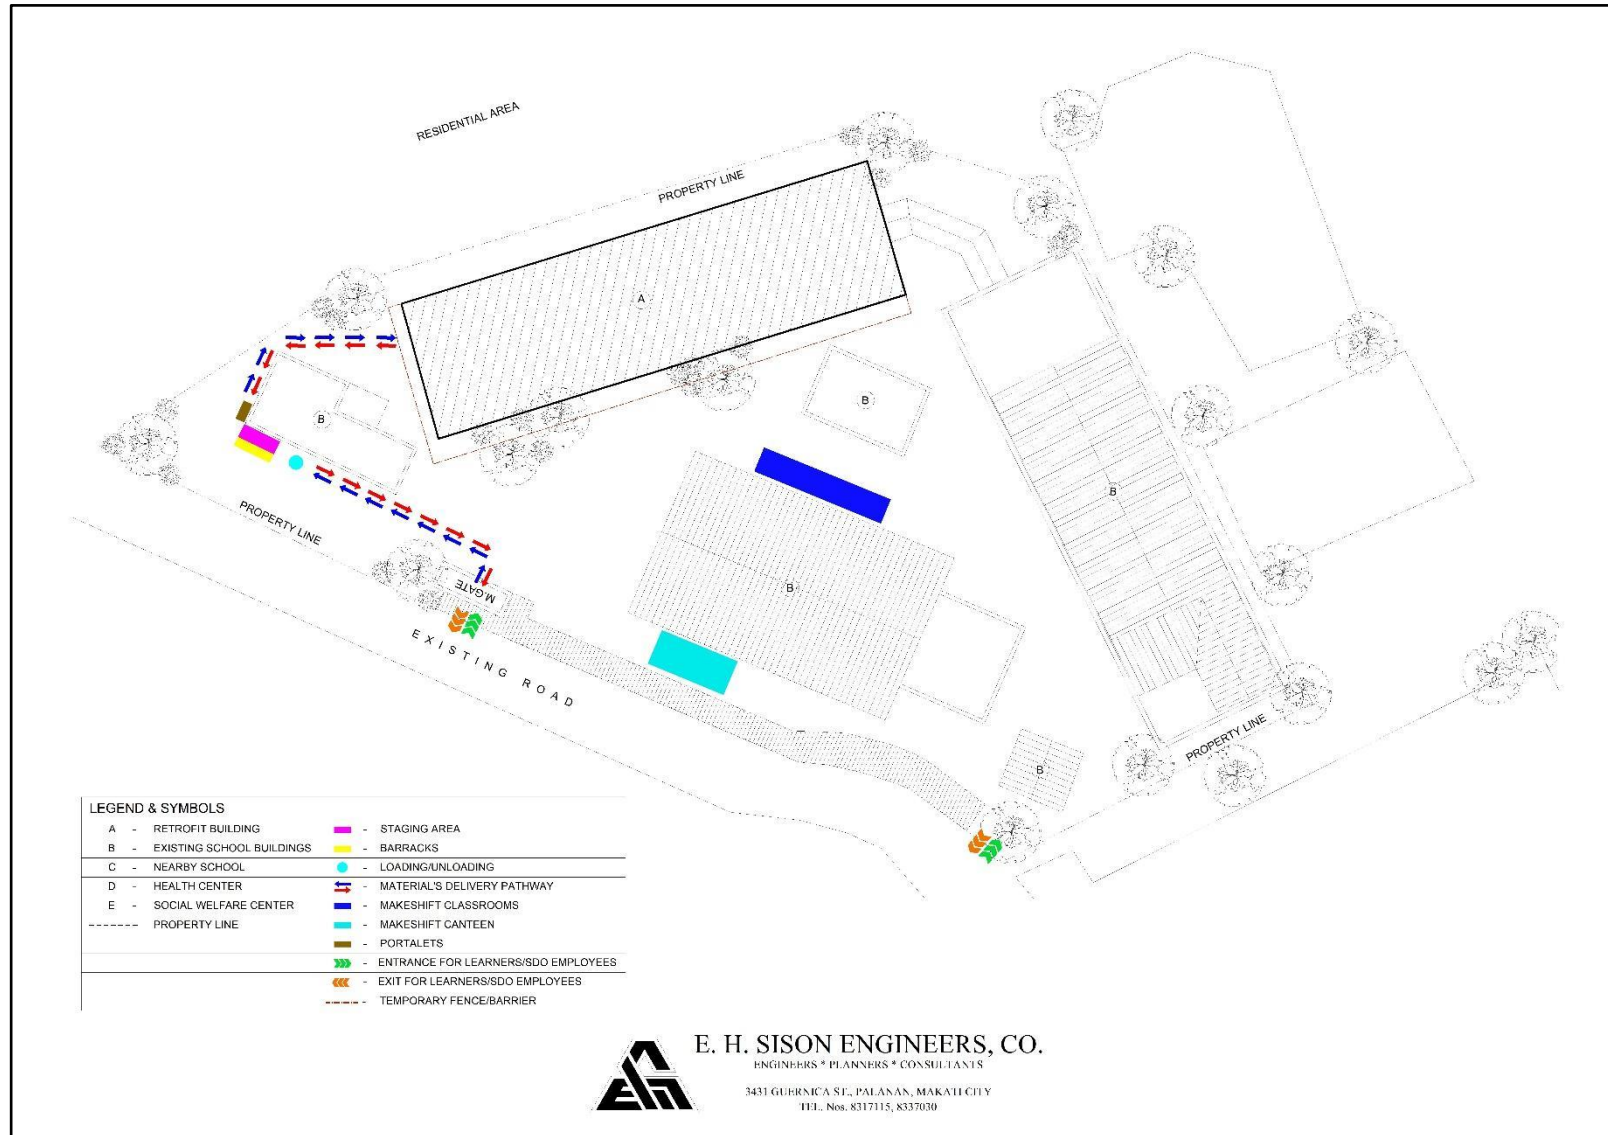 RESIDENTIAL AREA
PROPERTY LINE
A
B
B
B
PROPERTY LINE
B
M.GATE
EXISTING ROAD
PROPERTY LINE
B
LEGEND & SYMBOLS
A - RETROFIT BUILDING
B - EXISTING SCHOOL BUILDINGS
C - NEARBY SCHOOL
D - HEALTH CENTER
E - SOCIAL WELFARE CENTER
- PROPERTY LINE
- STAGING AREA
- BARRACKS
- LOADING/UNLOADING
- MATERIAL'S DELIVERY PATHWAY
- MAKESHIFT CLASSROOMS
- MAKESHIFT CANTEEN
- PORTALETS
- ENTRANCE FOR LEARNERS/SDO EMPLOYEES
- EXIT FOR LEARNERS/SDO EMPLOYEES
- TEMPORARY FENCE/BARRIER
E. H. SISON ENGINEERS, CO.
ENGINEERS * PLANNERS * CONSULTANTS
3431 GUERNICA ST., PALANAN, MAKATI CITY
TEL. Nos. 8317115, 8337030